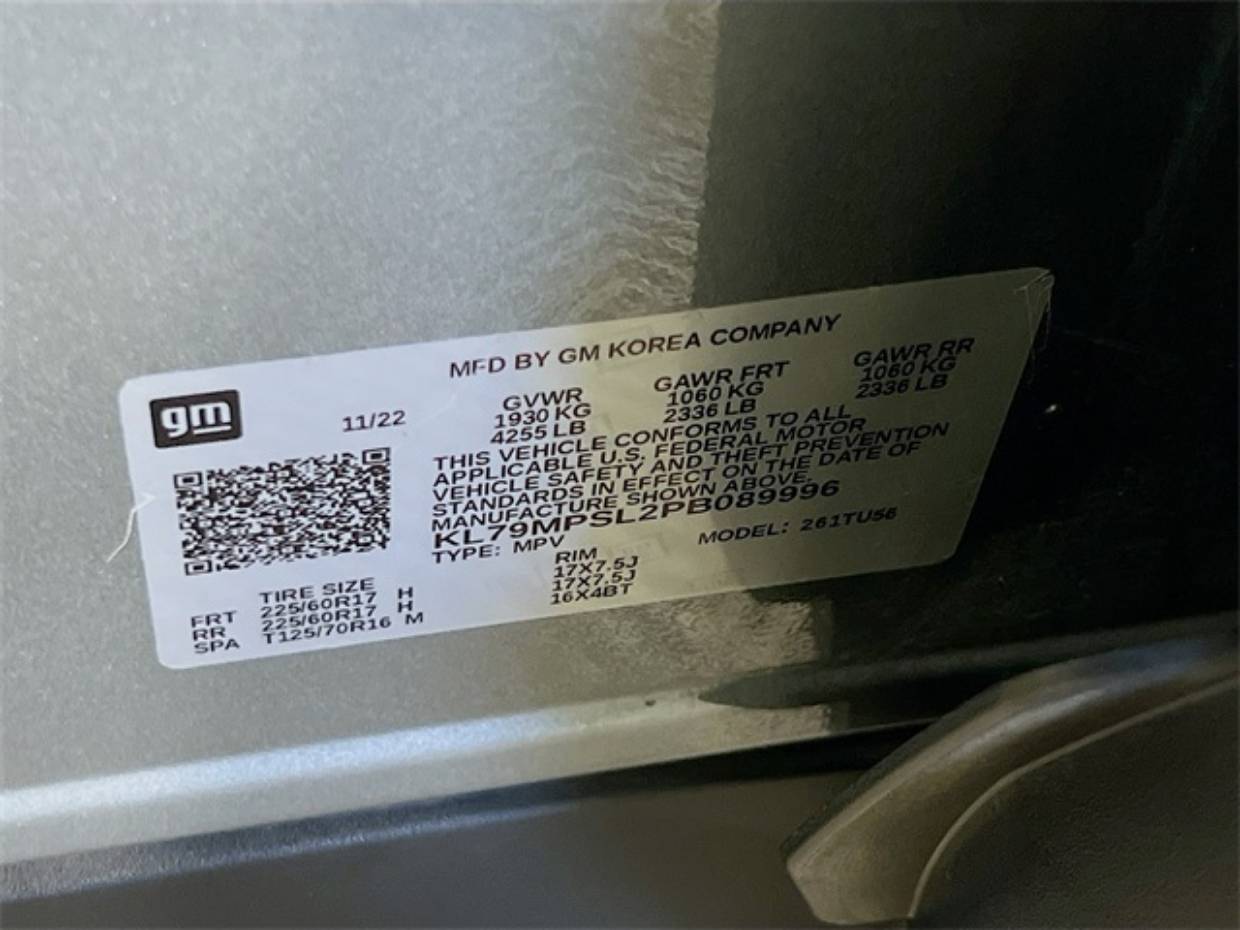 MFD BY GM KOREA COMPANY
gm
11/22
GVWR GAWR FRT GAWR RR
1930 KG 1060 KG 1060 KG
4255 LB 2336 LB 2336 LB
THIS VEHICLE CONFORMS TO ALL
APPLICABLE U.S. FEDERAL MOTOR
VEHICLE SAFETY AND THEFT PREVENTION
STANDARDS IN EFFECT ON THE DATE OF
MANUFACTURE SHOWN ABOVE.
KL79MPSL2PB089996
TYPE: MPV MODEL: 261TU56
TIRE SIZE RIM
FRT 225/60R17 H 17X7.5J
RR 225/60R17 H 17X7.5J
SPA T125/70R16 M 16X4BT